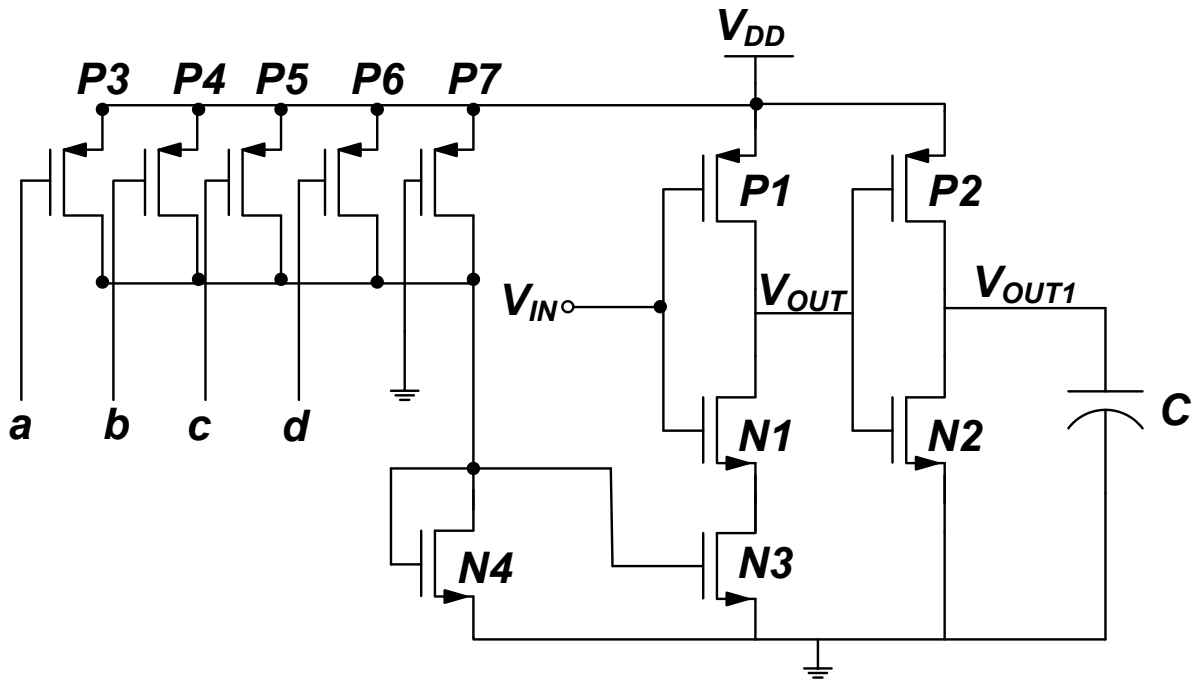 V_DD
P3 P4 P5 P6 P7
P1 P2
V_IN V_OUT V_OUT1
a b c d
N1 N2 C
N4 N3